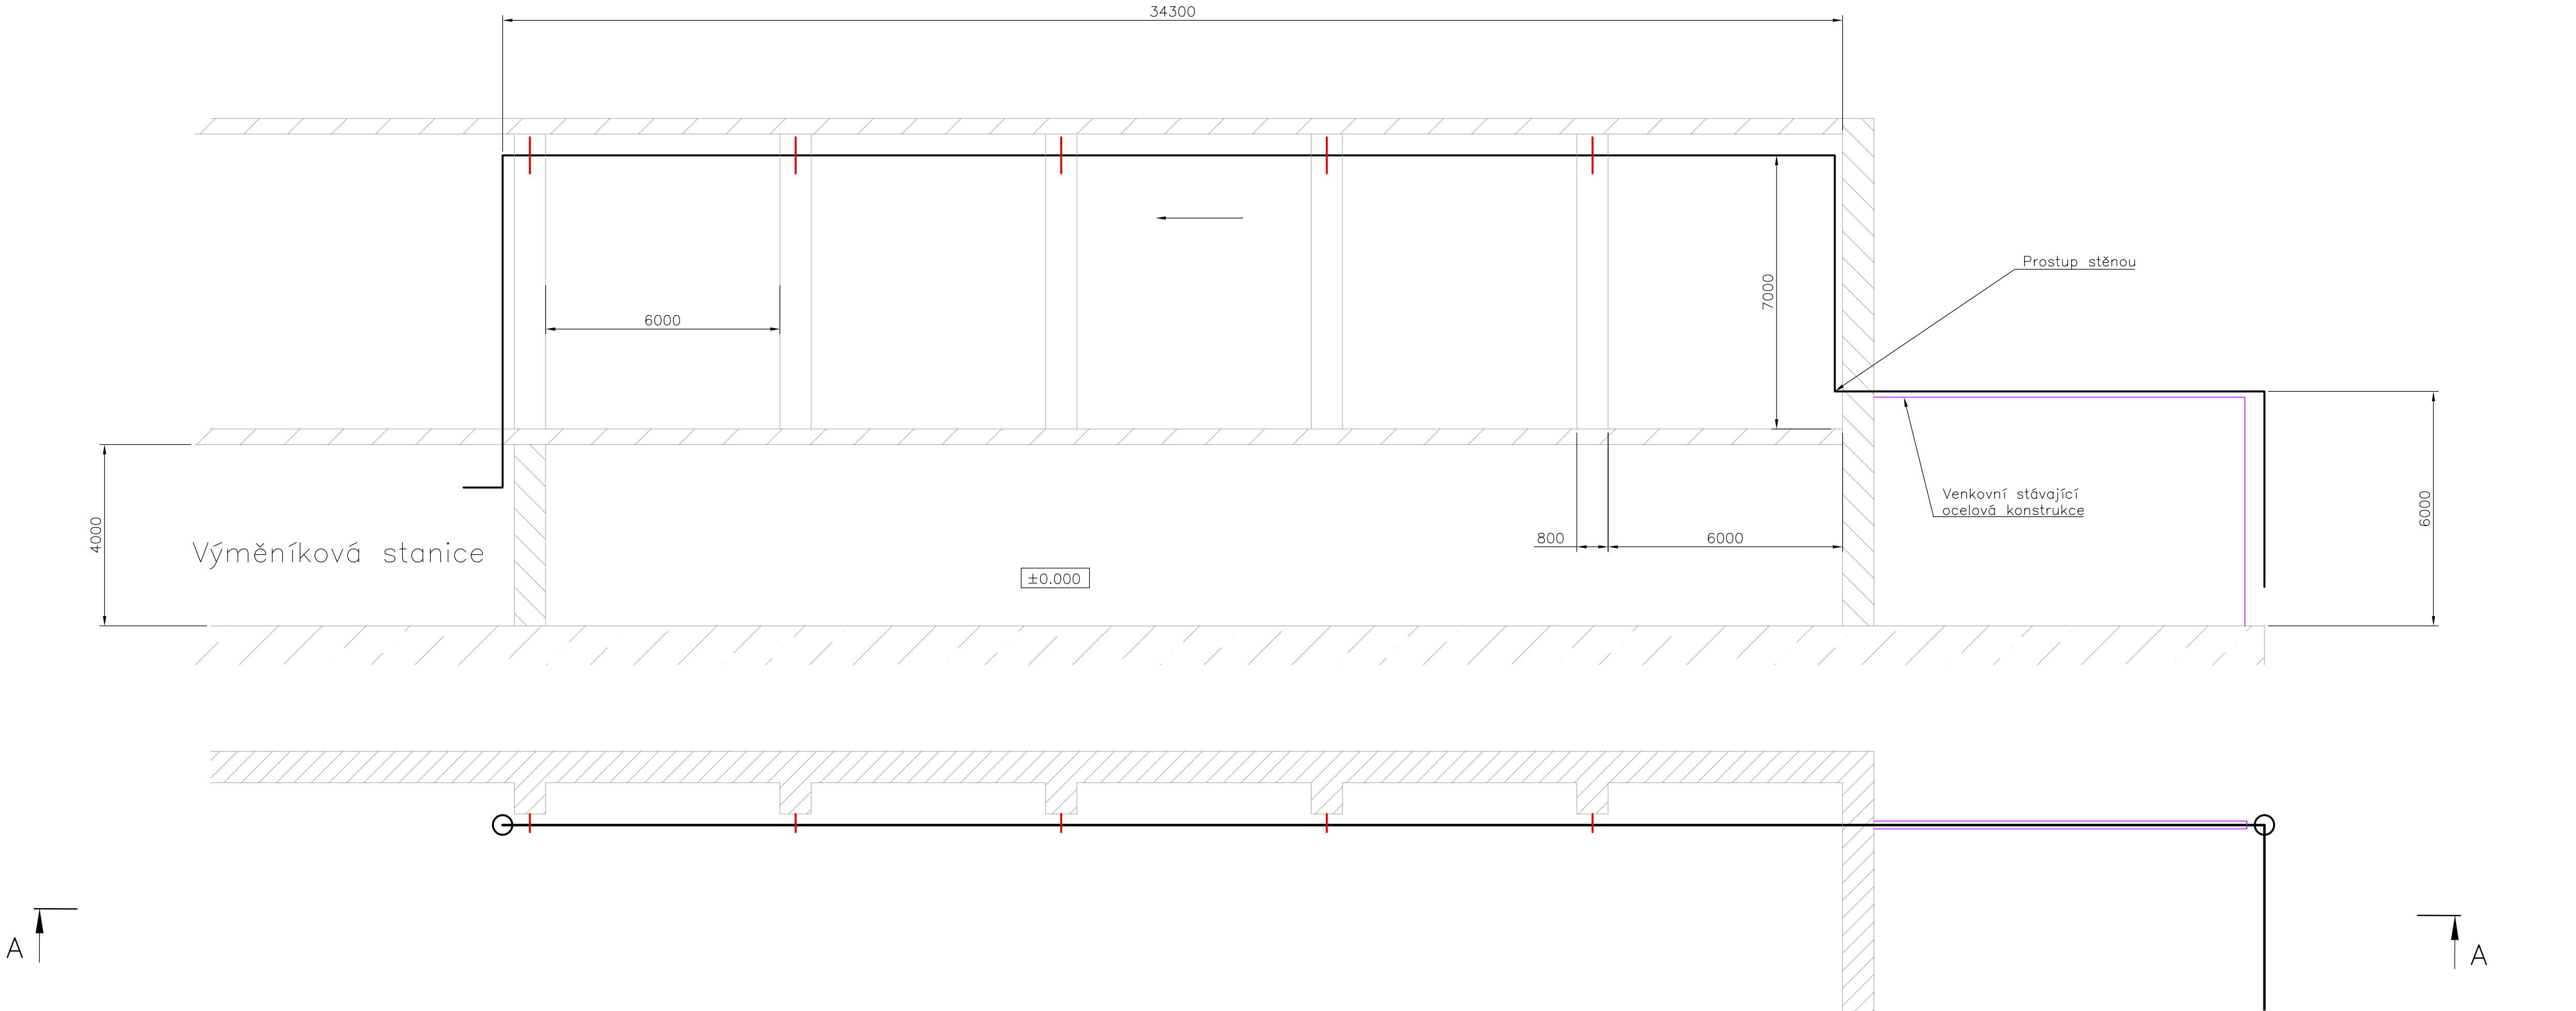 34300
Prostup stěnou
7000
6000
Venkovní stávající
ocelová konstrukce
6000
4000
800
6000
Výměníková stanice
±0.000
A
A